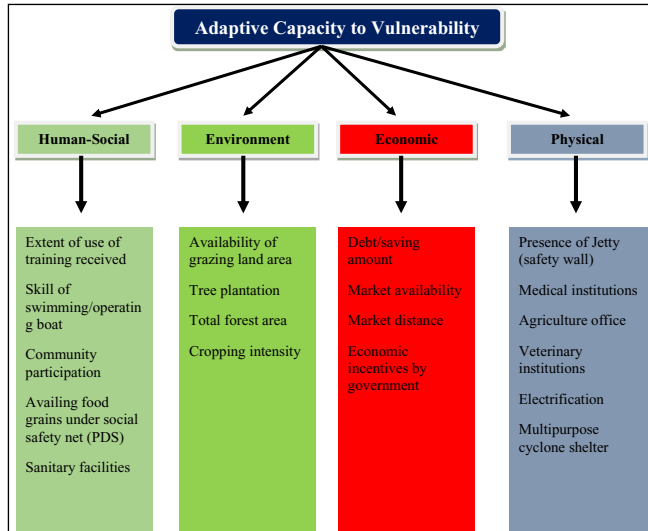 Adaptive Capacity to Vulnerability
Human-Social
Environment
Economic
Physical
Extent of use of
training received
Skill of
swimming/operatin
g boat
Community
participation
Availing food
grains under social
safety net (PDS)
Sanitary facilities
Availability of
grazing land area
Tree plantation
Total forest area
Cropping intensity
Debt/saving
amount
Market availability
Market distance
Economic
incentives by
government
Presence of Jetty
(safety wall)
Medical institutions
Agriculture office
Veterinary
institutions
Electrification
Multipurpose
cyclone shelter